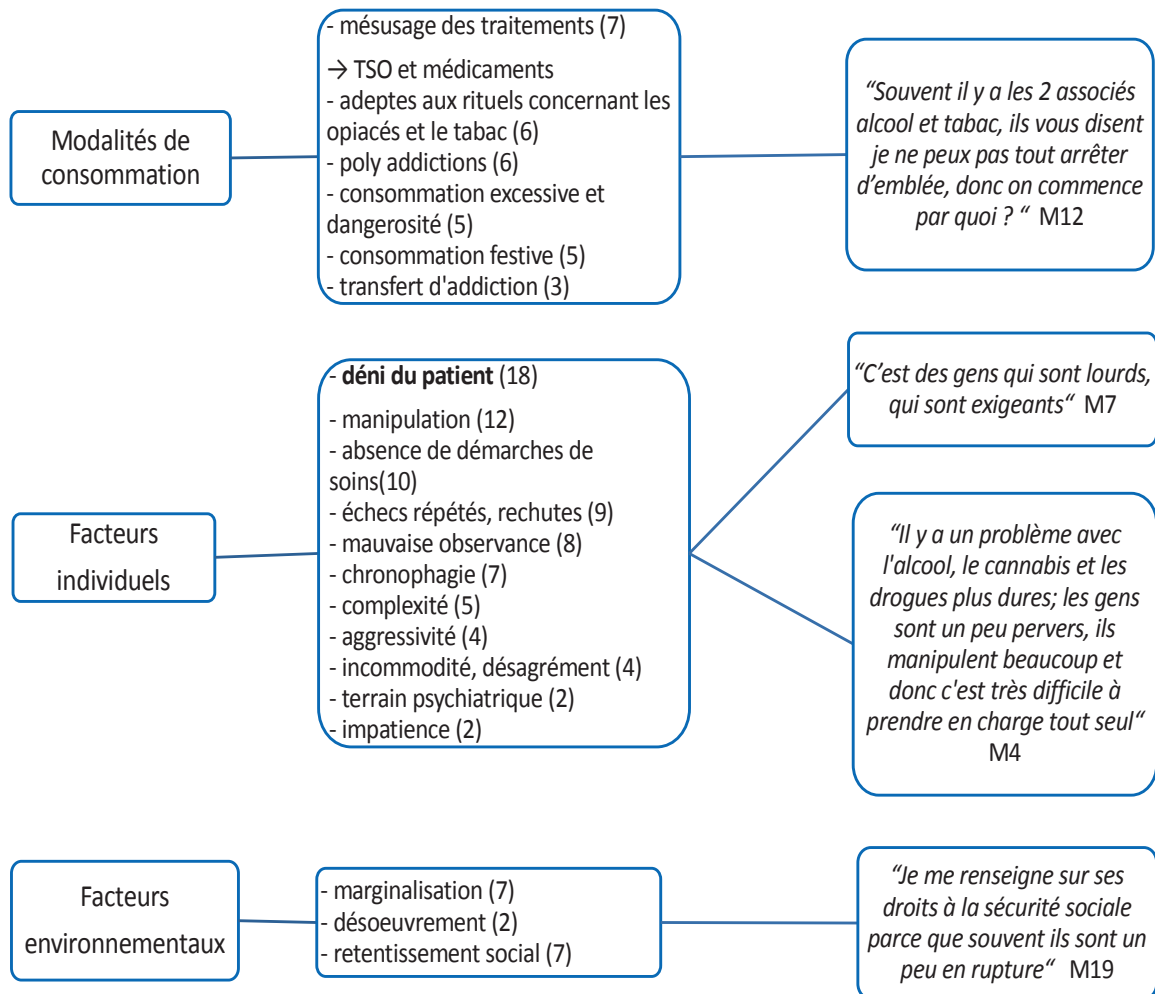 Modalités de
consommation
- mésusage des traitements (7)
→ TSO et médicaments
- adeptes aux rituels concernant les
opiacés et le tabac (6)
- poly addictions (6)
- consommation excessive et
dangerosité (5)
- consommation festive (5)
- transfert d'addiction (3)
“Souvent il y a les 2 associés
alcool et tabac, ils vous disent
je ne peux pas tout arrêter
d’emblée, donc on commence
par quoi ? “ M12
Facteurs
individuels
- déni du patient (18)
- manipulation (12)
- absence de démarches de
soins(10)
- échecs répétés, rechutes (9)
- mauvaise observance (8)
- chronophagie (7)
- complexité (5)
- aggressivité (4)
- incommodité, désagrément (4)
- terrain psychiatrique (2)
- impatience (2)
“C’est des gens qui sont lourds,
qui sont exigeants“ M7
“Il y a un problème avec
l'alcool, le cannabis et les
drogues plus dures; les gens
sont un peu pervers, ils
manipulent beaucoup et
donc c'est très difficile à
prendre en charge tout seul“
M4
Facteurs
environnementaux
- marginalisation (7)
- désoeuvrement (2)
- retentissement social (7)
“Je me renseigne sur ses
droits à la sécurité sociale
parce que souvent ils sont un
peu en rupture“ M19